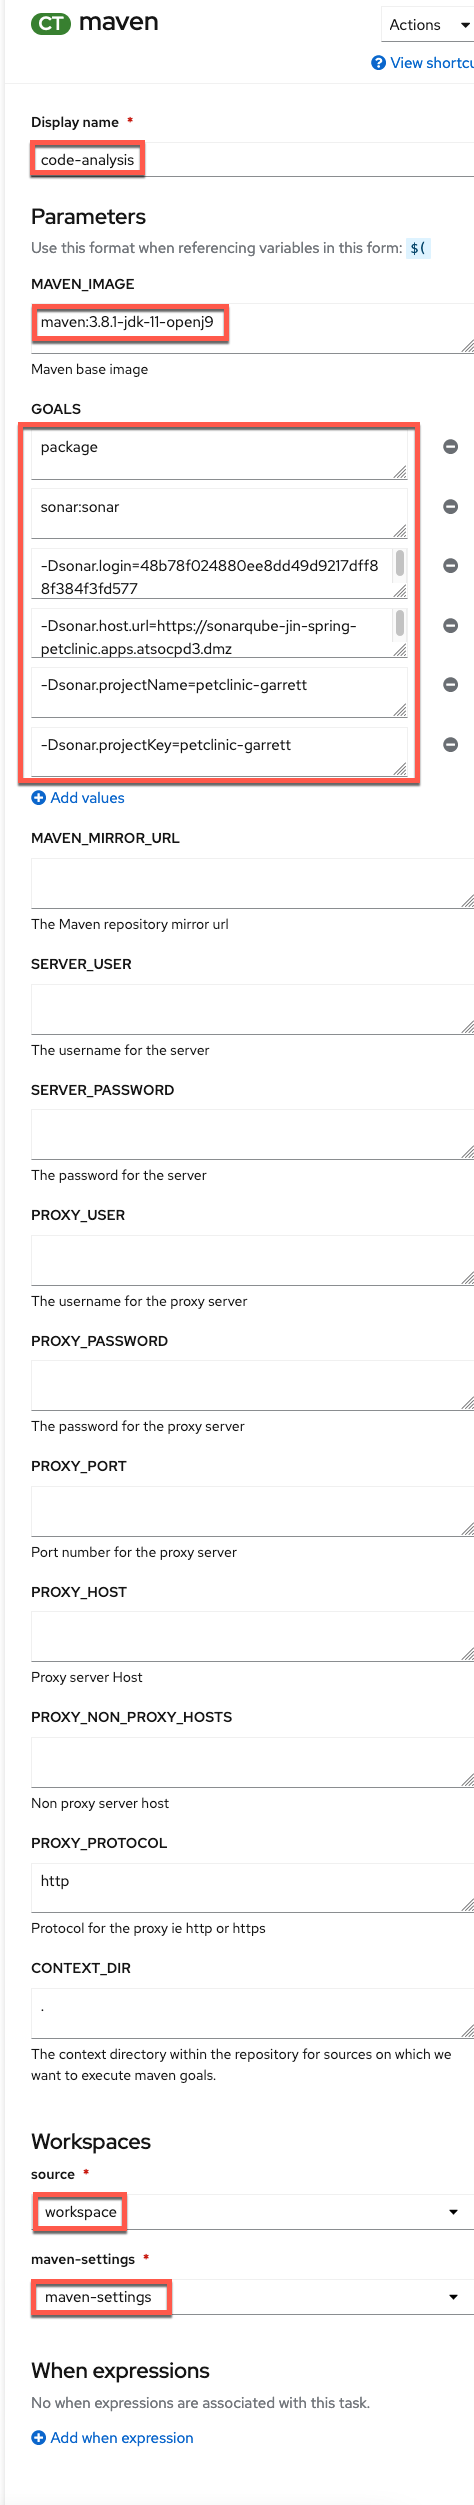 CT maven
Actions
View shortcu
Display name *
code-analysis
Parameters
Use this format when referencing variables in this form: $(
MAVEN_IMAGE
maven:3.8.1-jdk-11-openj9
Maven base image
GOALS
package
sonar:sonar
-Dsonar.login=48b78f024880ee8dd49d9217dff8
8f384f3fd577
-Dsonar.host.url=https://sonarqube-jin-spring-
petclinic.apps.atsocpd3.dmz
-Dsonar.projectName=petclinic-garrett
-Dsonar.projectKey=petclinic-garrett
Add values
MAVEN_MIRROR_URL
The Maven repository mirror url
SERVER_USER
The username for the server
SERVER_PASSWORD
The password for the server
PROXY_USER
The username for the proxy server
PROXY_PASSWORD
The password for the proxy server
PROXY_PORT
Port number for the proxy server
PROXY_HOST
Proxy server Host
PROXY_NON_PROXY_HOSTS
Non proxy server host
PROXY_PROTOCOL
http
Protocol for the proxy ie http or https
CONTEXT_DIR
.
The context directory within the repository for sources on which we
want to execute maven goals.
Workspaces
source *
workspace
maven-settings *
maven-settings
When expressions
No when expressions are associated with this task.
Add when expression